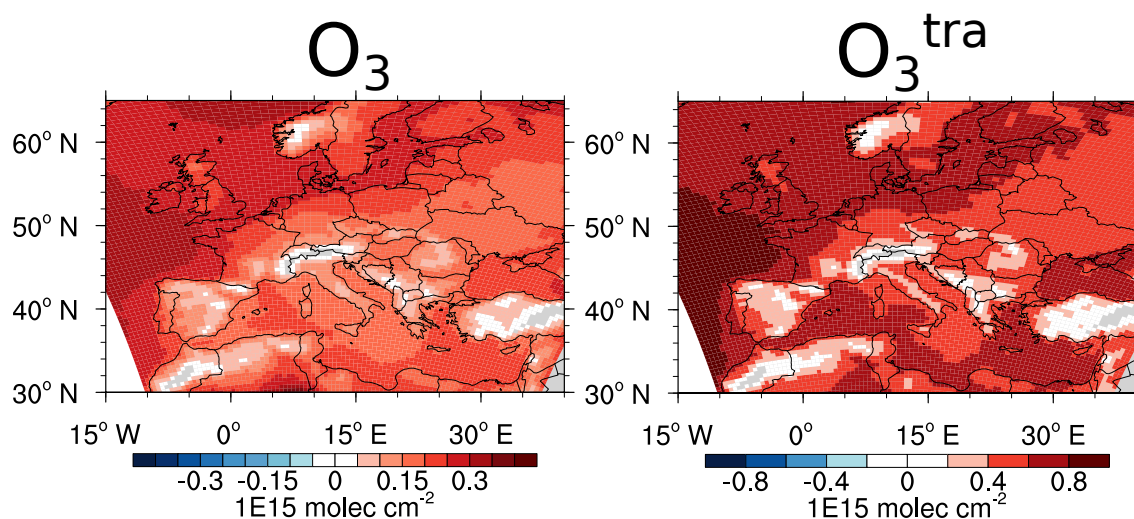 O₃ O₃ᵗʳᵃ
60° N 60° N
50° N 50° N
40° N 40° N
30° N 30° N
15° W 0° 15° E 30° E 15° W 0° 15° E 30° E
-0.3 -0.15 0 0.15 0.3 -0.8 -0.4 0 0.4 0.8
1E15 molec cm⁻² 1E15 molec cm⁻²